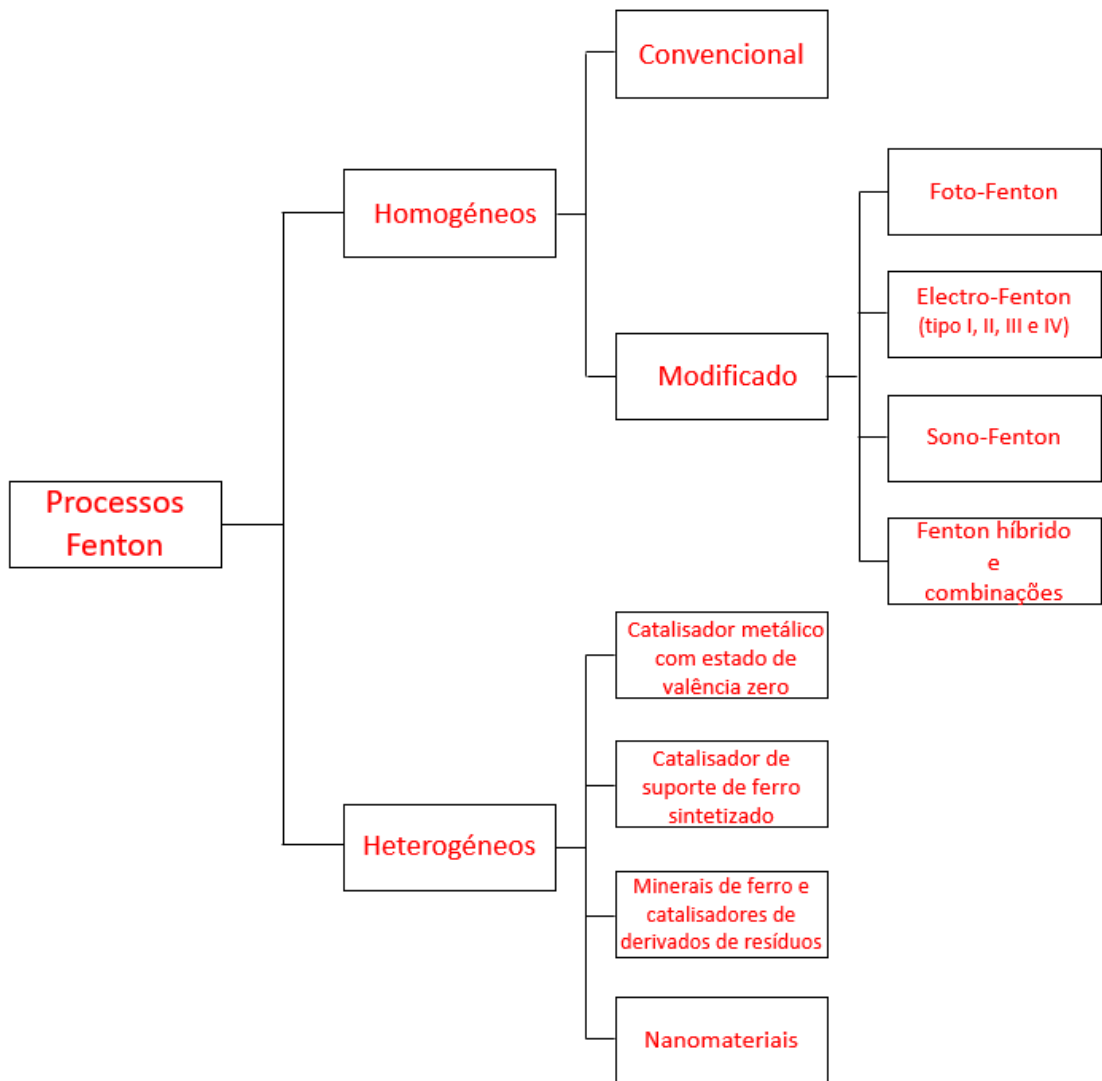 Processos
Fenton
Homogéneos
Convencional
Modificado
Foto-Fenton
Electro-Fenton
(tipo I, II, III e IV)
Sono-Fenton
Fenton híbrido
e
combinações
Heterogéneos
Catalisador metálico
com estado de
valência zero
Catalisador de
suporte de ferro
sintetizado
Minerais de ferro e
catalisadores de
derivados de resíduos
Nanomateriais